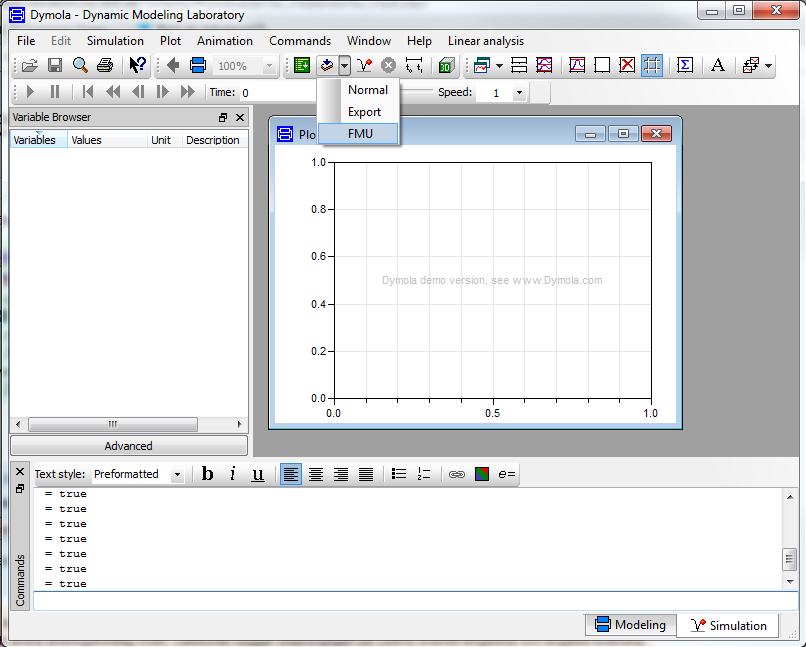 Dymola - Dynamic Modeling Laboratory
File Edit Simulation Plot Animation Commands Window Help Linear analysis
100% 3D Σ A
Time: 0 Speed: 1
Normal
Export
FMU
Variable Browser
Variables Values Unit Description
Plo
1.0
0.8
0.6
0.4
0.2
0.0
Dymola demo version, see www.Dymola.com
0.0 0.5 1.0
Advanced
Text style: Preformatted b i u e=
= true
= true
= true
= true
= true
= true
= true
Commands
Modeling Simulation